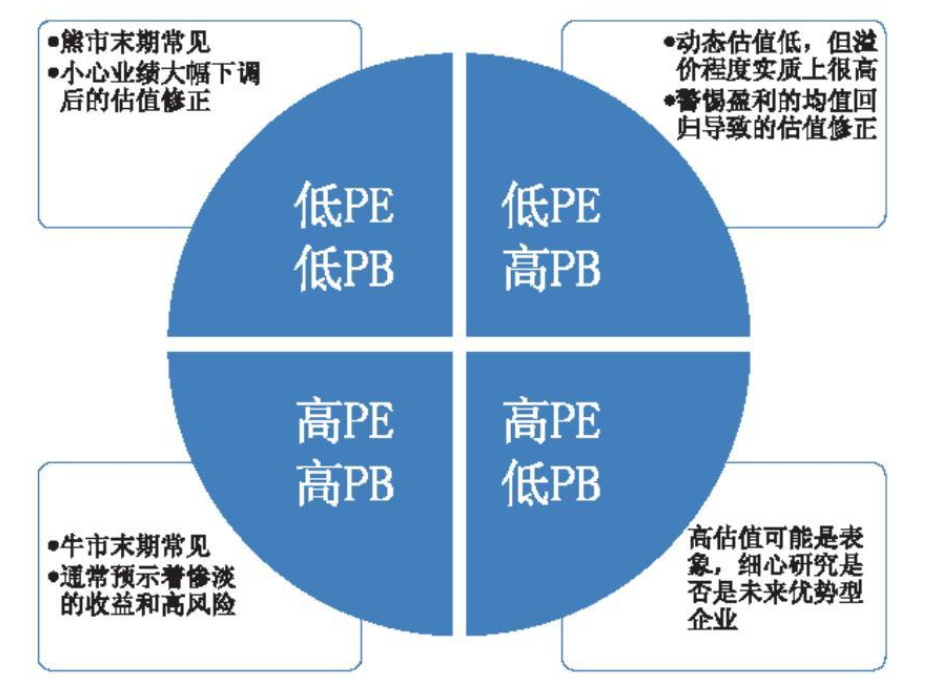 •熊市末期常见
•小心业绩大幅下调
后的估值修正
•动态估值低，但溢
价程度实质上很高
•警惕盈利的均值回
归导致的估值修正
低PE
低PB
低PE
高PB
高PE
高PB
高PE
低PB
•牛市末期常见
•通常预示着惨淡
的收益和高风险
高估值可能是表
象，细心研究是
否是未来优势型
企业